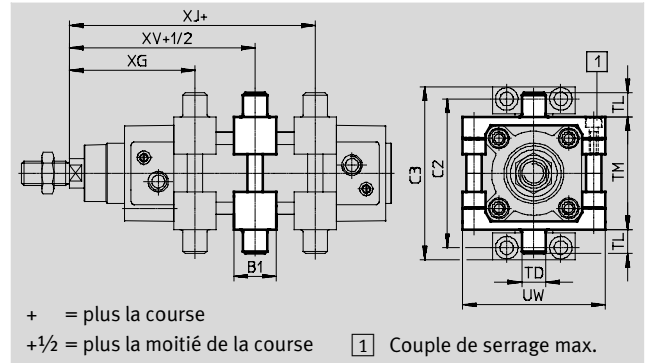 XJ+
XV+1/2
XG
1
TL
C3
C2
TM
TL
B1
TD
UW
+ = plus la course
+½ = plus la moitié de la course
1 Couple de serrage max.